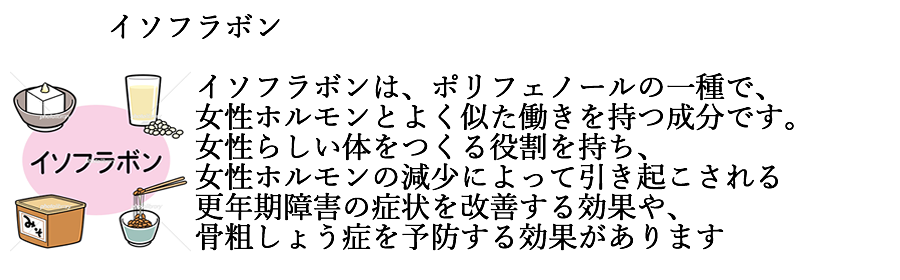 イソフラボン
イソフラボンは、ポリフェノールの一種で、
女性ホルモンとよく似た働きを持つ成分です。
女性らしい体をつくる役割を持ち、
女性ホルモンの減少によって引き起こされる
更年期障害の症状を改善する効果や、
骨粗しょう症を予防する効果があります
イソフラボン
みそ